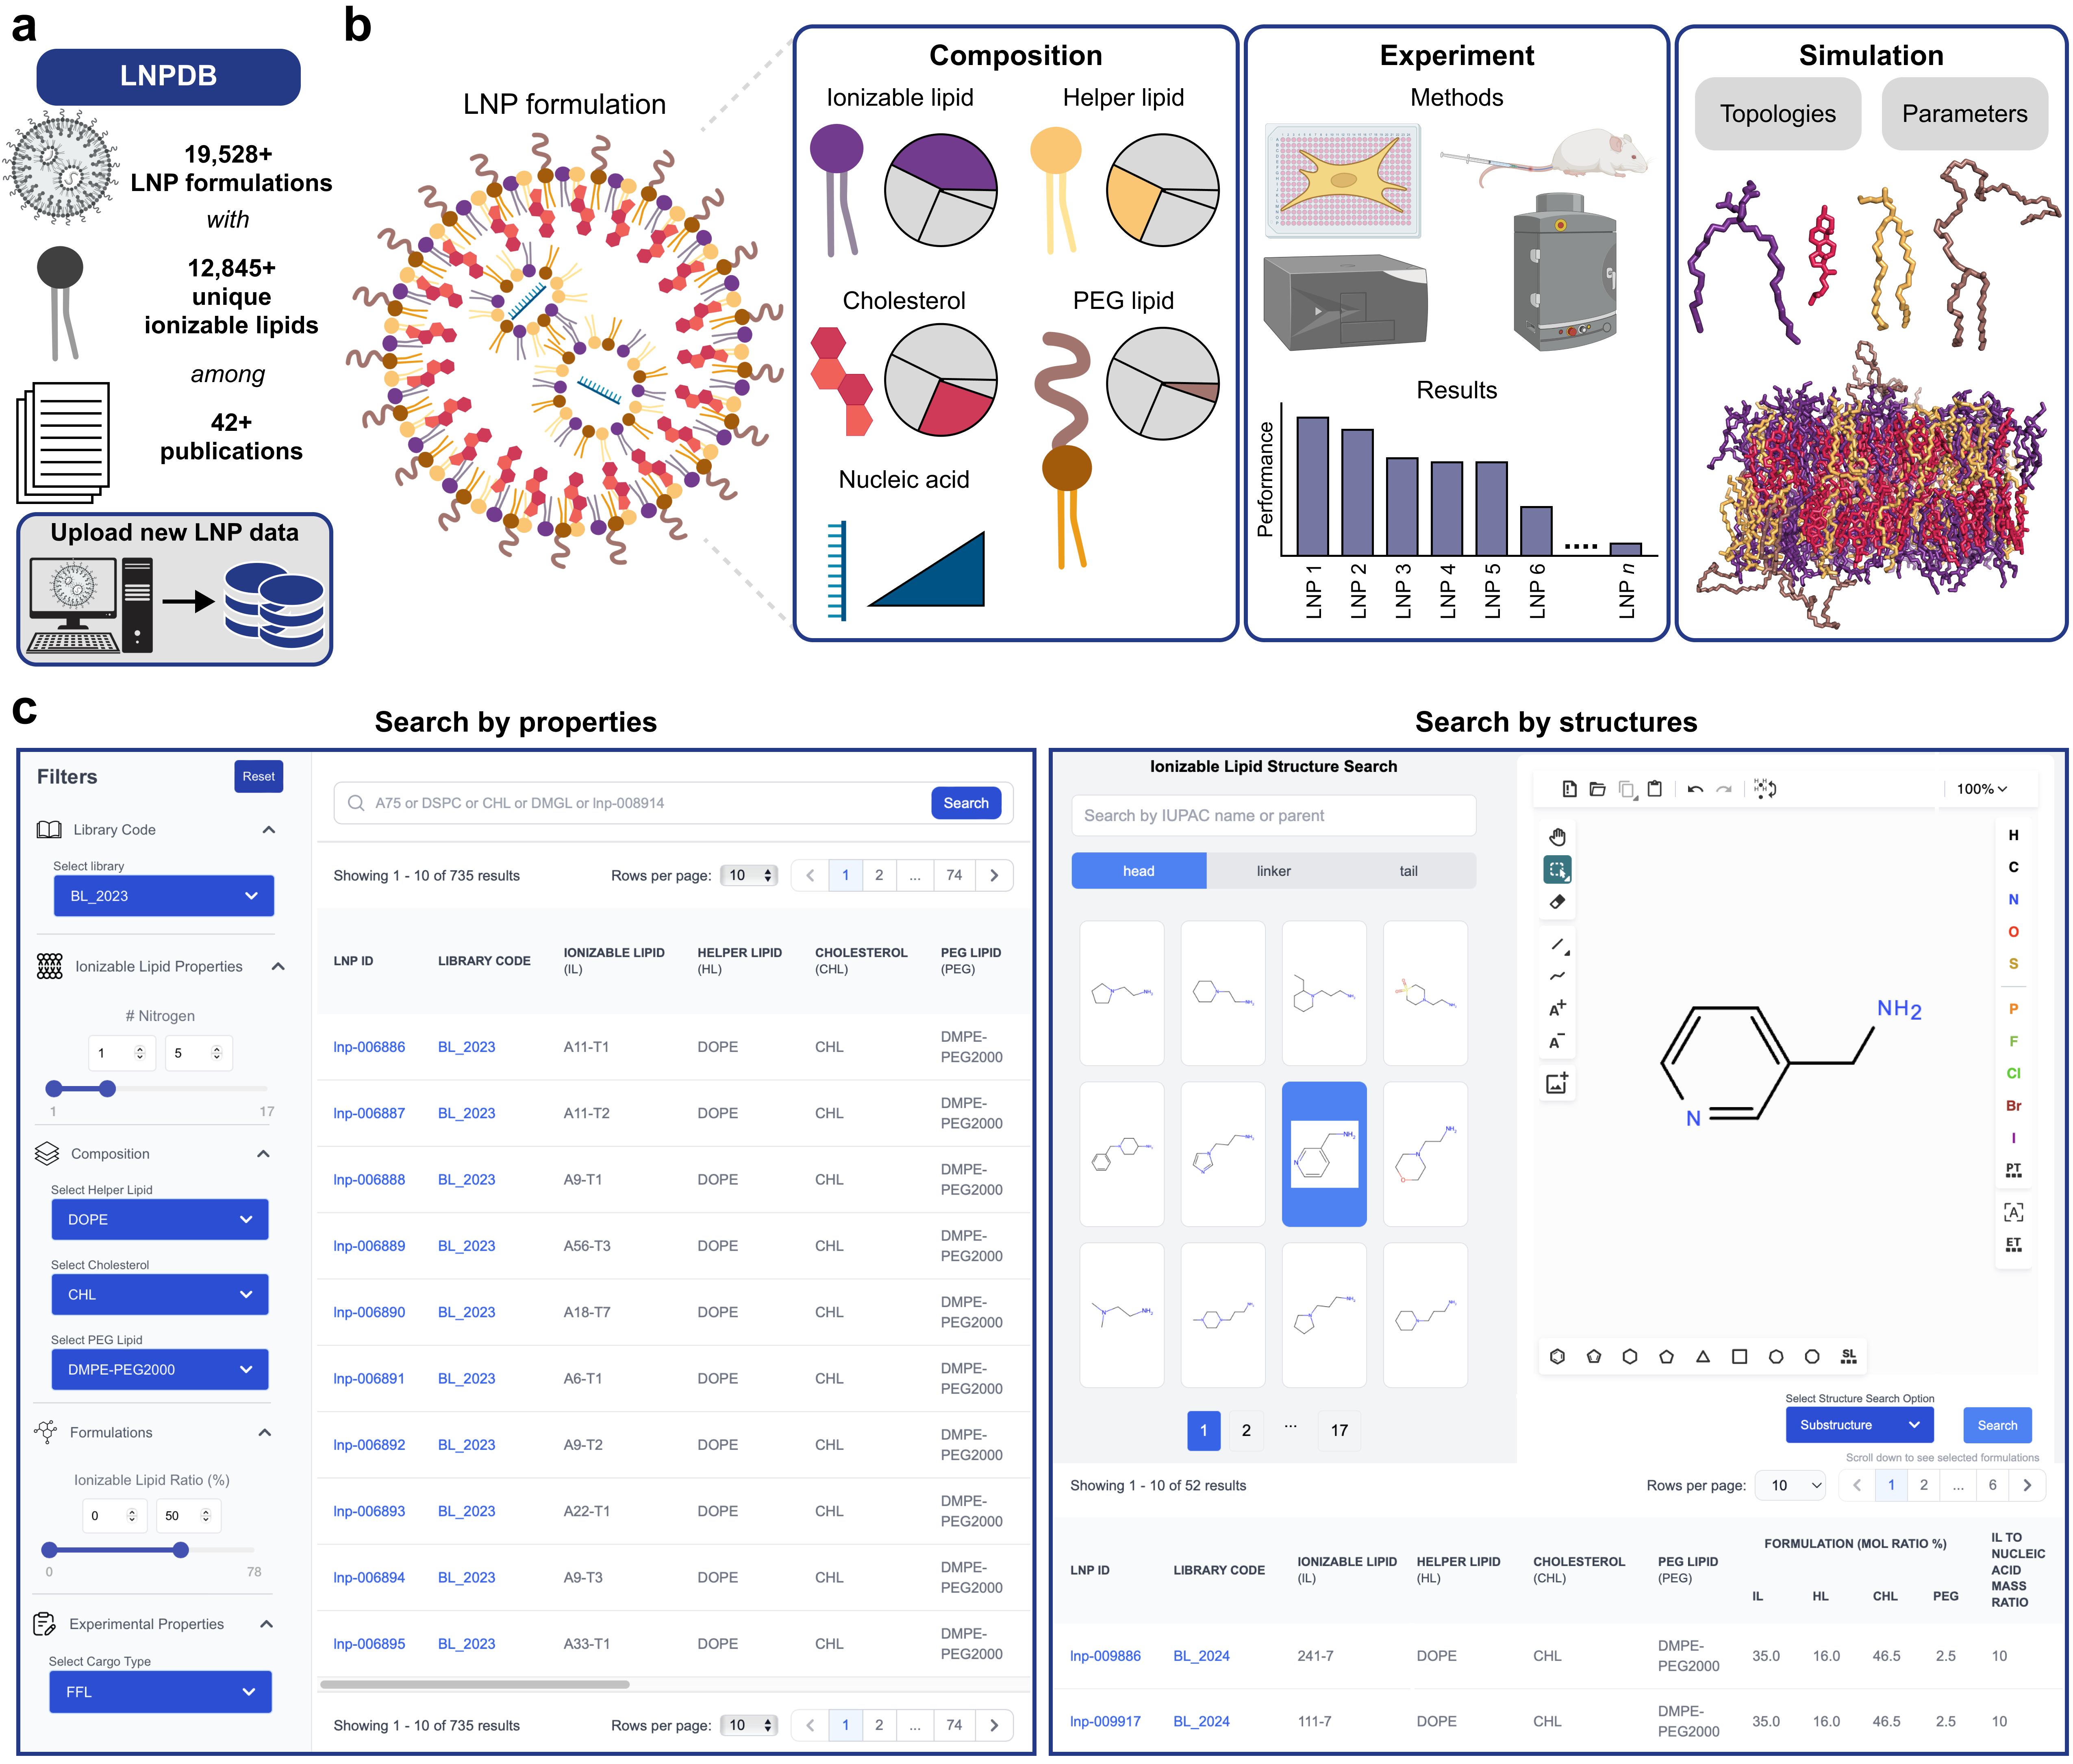 a
LNPDB
19,528+
LNP formulations
with
12,845+
unique
ionizable lipids
among
42+
publications
Upload new LNP data
b
LNP formulation
Composition
Ionizable lipid
Helper lipid
Cholesterol
PEG lipid
Nucleic acid
Experiment
Methods
Results
Performance
LNP 1
LNP 2
LNP 3
LNP 4
LNP 5
LNP 6
....
LNP n
Simulation
Topologies
Parameters
c
Search by properties
Filters
Reset
Library Code
Select library
BL_2023
Ionizable Lipid Properties
# Nitrogen
1 5
1 17
Composition
Select Helper Lipid
DOPE
Select Cholesterol
CHL
Select PEG Lipid
DMPE-PEG2000
Formulations
Ionizable Lipid Ratio (%)
0 50
0 78
Experimental Properties
Select Cargo Type
FFL
A75 or DSPC or CHL or DMGL or lnp-008914
Search
Showing 1 - 10 of 735 results Rows per page: 10 1 2 ... 74
LNP ID LIBRARY CODE IONIZABLE LIPID (IL) HELPER LIPID (HL) CHOLESTEROL (CHL) PEG LIPID (PEG)
lnp-006886 BL_2023 A11-T1 DOPE CHL DMPE-PEG2000
lnp-006887 BL_2023 A11-T2 DOPE CHL DMPE-PEG2000
lnp-006888 BL_2023 A9-T1 DOPE CHL DMPE-PEG2000
lnp-006889 BL_2023 A56-T3 DOPE CHL DMPE-PEG2000
lnp-006890 BL_2023 A18-T7 DOPE CHL DMPE-PEG2000
lnp-006891 BL_2023 A6-T1 DOPE CHL DMPE-PEG2000
lnp-006892 BL_2023 A9-T2 DOPE CHL DMPE-PEG2000
lnp-006893 BL_2023 A22-T1 DOPE CHL DMPE-PEG2000
lnp-006894 BL_2023 A9-T3 DOPE CHL DMPE-PEG2000
lnp-006895 BL_2023 A33-T1 DOPE CHL DMPE-PEG2000
Showing 1 - 10 of 735 results Rows per page: 10 1 2 ... 74
Search by structures
Ionizable Lipid Structure Search
Search by IUPAC name or parent
head linker tail
1 2 ... 17
100%
A+
A-
NH2
N
H
C
N
O
S
P
F
Cl
Br
I
PT
[A]
ET
SL
Select Structure Search Option
Substructure
Search
Scroll down to see selected formulations
Showing 1 - 10 of 52 results Rows per page: 10 1 2 ... 6
LNP ID LIBRARY CODE IONIZABLE LIPID (IL) HELPER LIPID (HL) CHOLESTEROL (CHL) PEG LIPID (PEG) FORMULATION (MOL RATIO %) IL HL CHL PEG IL TO NUCLEIC ACID MASS RATIO
lnp-009886 BL_2024 241-7 DOPE CHL DMPE-PEG2000 35.0 16.0 46.5 2.5 10
lnp-009917 BL_2024 111-7 DOPE CHL DMPE-PEG2000 35.0 16.0 46.5 2.5 10